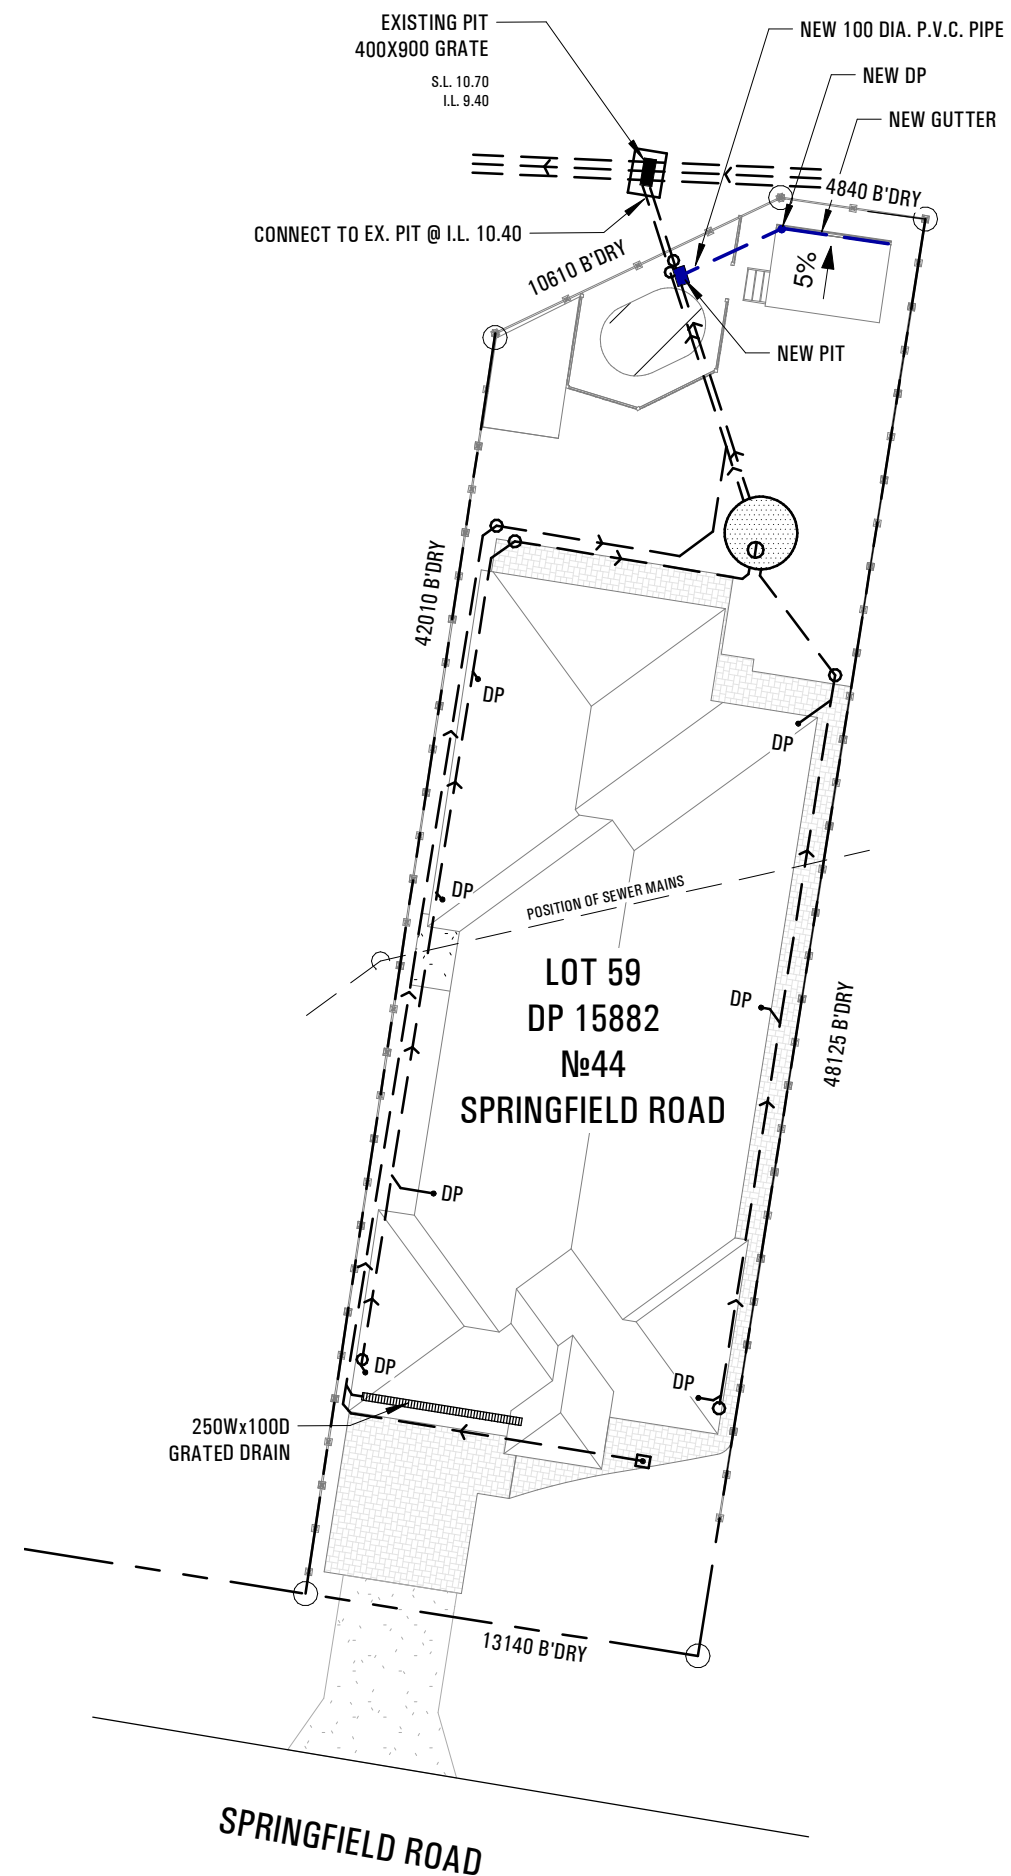 EXISTING PIT
400X900 GRATE
S.L. 10.70
I.L. 9.40
NEW 100 DIA. P.V.C. PIPE
NEW DP
NEW GUTTER
4840 B'DRY
CONNECT TO EX. PIT @ I.L. 10.40
10610 B'DRY
5%
NEW PIT
42010 B'DRY
DP
DP
DP
POSITION OF SEWER MAINS
LOT 59
DP 15882
№44
SPRINGFIELD ROAD
DP
48125 B'DRY
DP
DP
DP
250Wx100D
GRATED DRAIN
13140 B'DRY
SPRINGFIELD ROAD